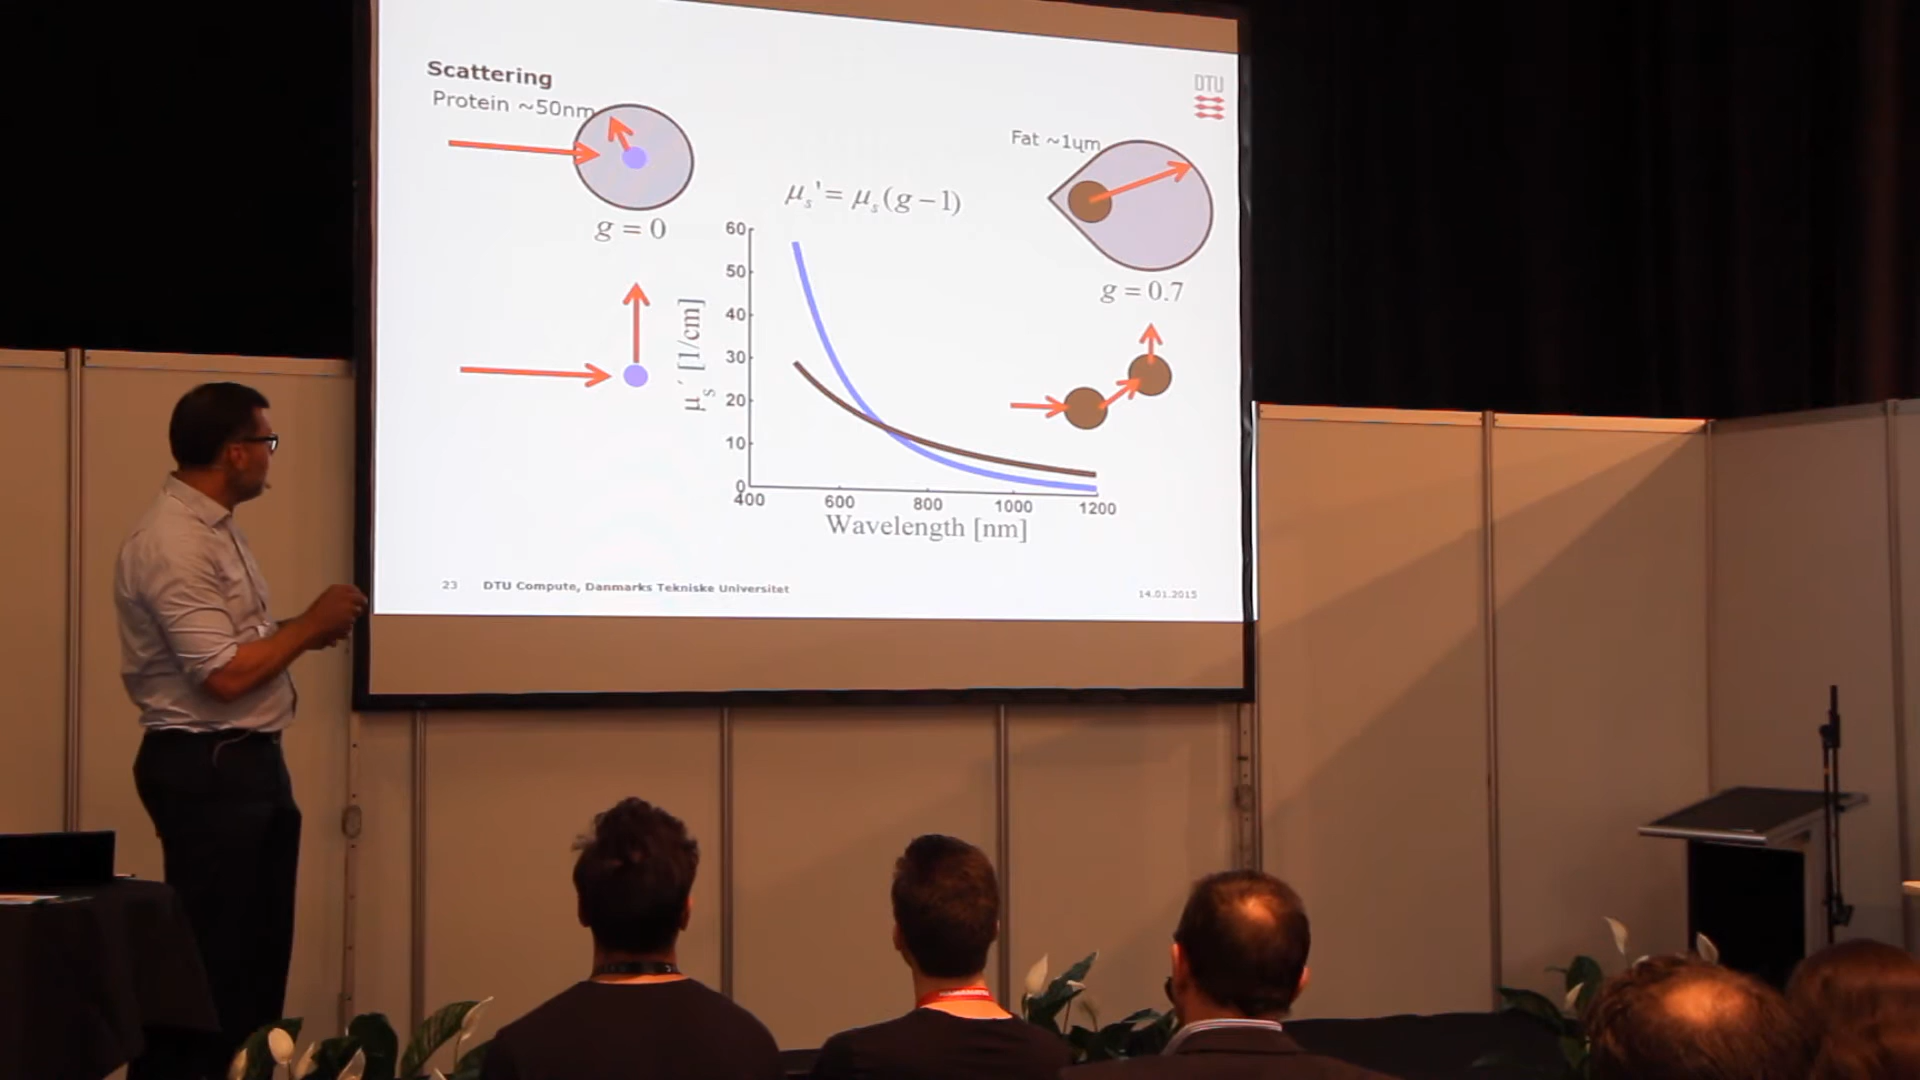 Scattering
Protein ~50nm
DTU
Fat ~1µm
μs'= μs(g−1)
g = 0
g = 0.7
μs´ [1/cm]
60
50
40
30
20
10
0
400 600 800 1000 1200
Wavelength [nm]
23 DTU Compute, Danmarks Tekniske Universitet 14.01.2015